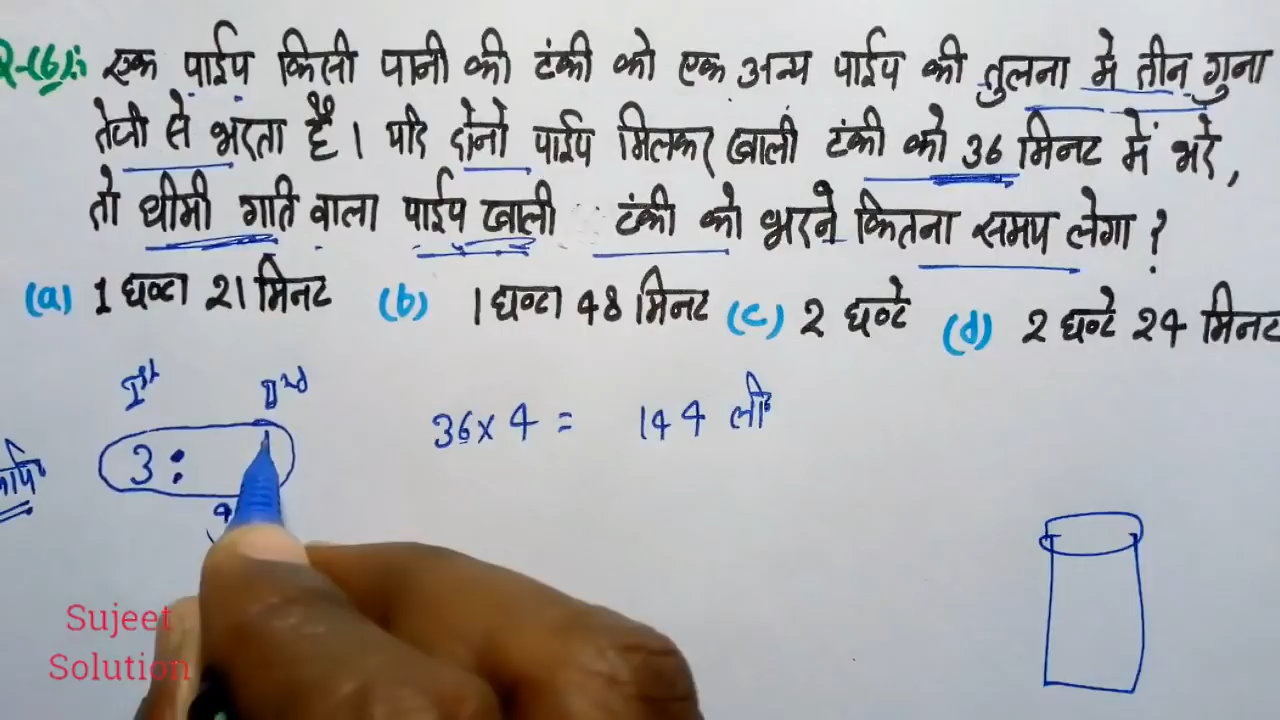 Q-(6):
एक पाईप किसी पानी की टंकी को एक अन्य पाईप की तुलना में तीन गुना
तेजी से भरता है। यदि दोनों पाईप मिलकर खाली टंकी को 36 मिनट में भरे,
तो धीमी गति वाला पाईप खाली टंकी को भरने कितना समय लेगा ?
(a) 1 घण्टा 21 मिनट (b) 1 घण्टा 48 मिनट (c) 2 घण्टे (d) 2 घण्टे 24 मिनट
Ist IInd
3 :
36 × 4 = 144 ली०
Sujeet
Solution